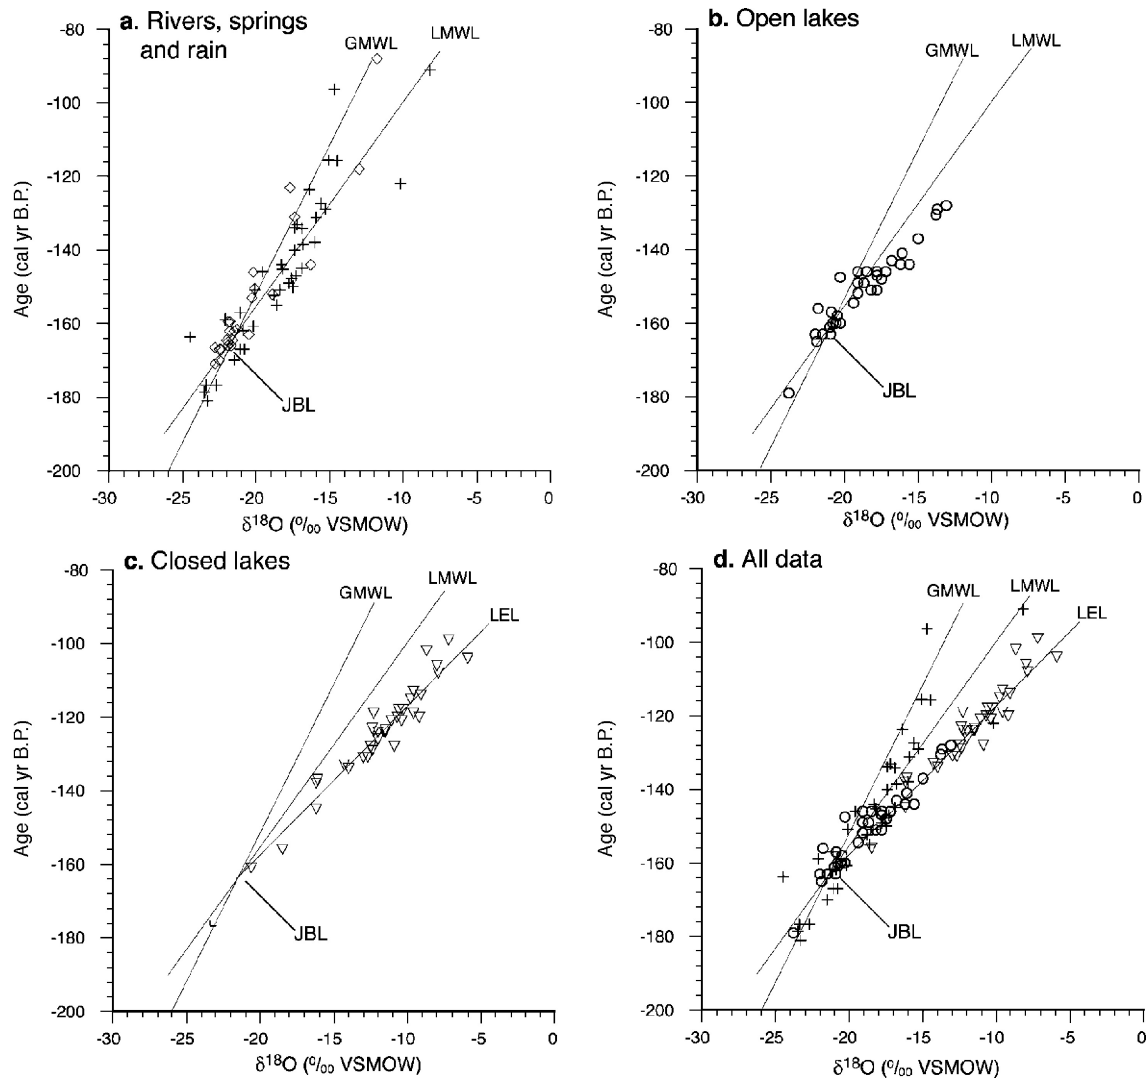 a. Rivers, springs
and rain
GMWL
LMWL
-80
-100
-120
-140
-160
-180
-200
Age (cal yr B.P.)
JBL
-30
-25
-20
-15
-10
-5
0
δ18O (º/₀₀ VSMOW)
b. Open lakes
GMWL
LMWL
-80
-100
-120
-140
-160
-180
-200
Age (cal yr B.P.)
JBL
-30
-25
-20
-15
-10
-5
0
δ18O (º/₀₀ VSMOW)
c. Closed lakes
GMWL
LMWL
LEL
-80
-100
-120
-140
-160
-180
-200
Age (cal yr B.P.)
JBL
-30
-25
-20
-15
-10
-5
0
δ18O (º/₀₀ VSMOW)
d. All data
GMWL
LMWL
LEL
-80
-100
-120
-140
-160
-180
-200
Age (cal yr B.P.)
JBL
-30
-25
-20
-15
-10
-5
0
δ18O (º/₀₀ VSMOW)